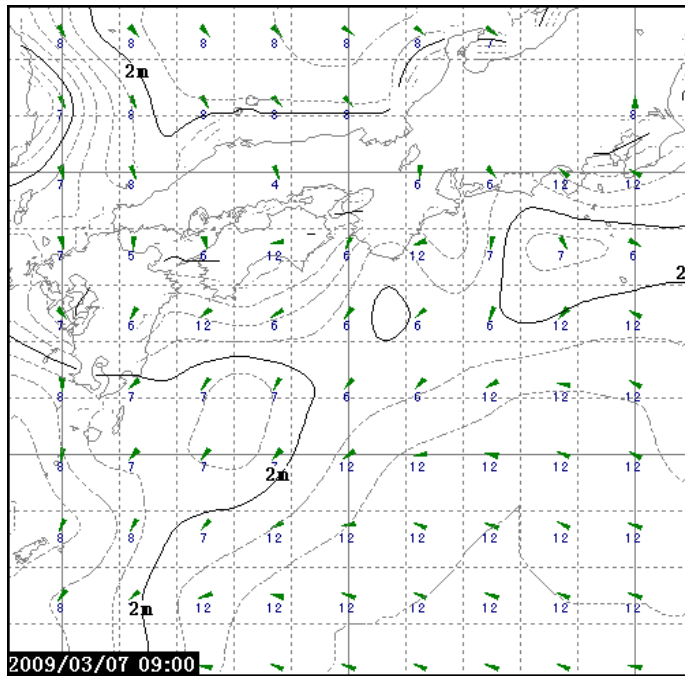 8 8 8 8 8 8 7
2m
7 8 8 8 8 8
7 8 4 6 6 12 12
7 5 6 12 6 12 7 7 6
2
7 6 12 6 6 6 6 12 12
8 7 7 7 6 6 12 12 12
8 7 7 12 12 12 12 12
2m
8 8 7 12 12 12 12 12 12
8 2m 12 12 12 12 12 12 12
2009/03/07 09:00